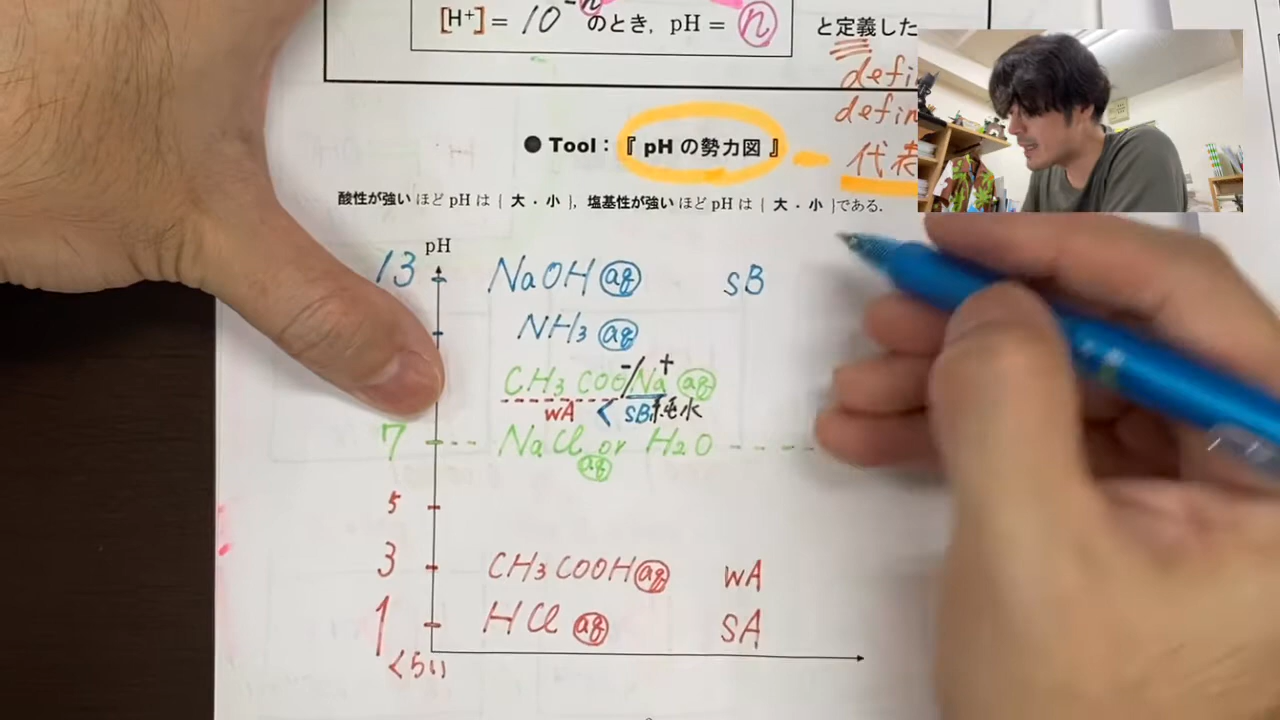 [H⁺] = 10⁻ⁿ のとき, pH = n と定義した
defi
defin
● Tool : 『 pH の勢力図 』 ー 代表
酸性が強い ほど pH は { 大 ・ 小 }, 塩基性が強い ほど pH は { 大 ・ 小 }である.
pH
13 NaOH aq sB
NH₃ aq
CH₃COO⁻/Na⁺ aq
wA < sB 純水
7 NaCl or H₂O
aq
5
3 CH₃COOH aq wA
1 HCl aq sA
くらい